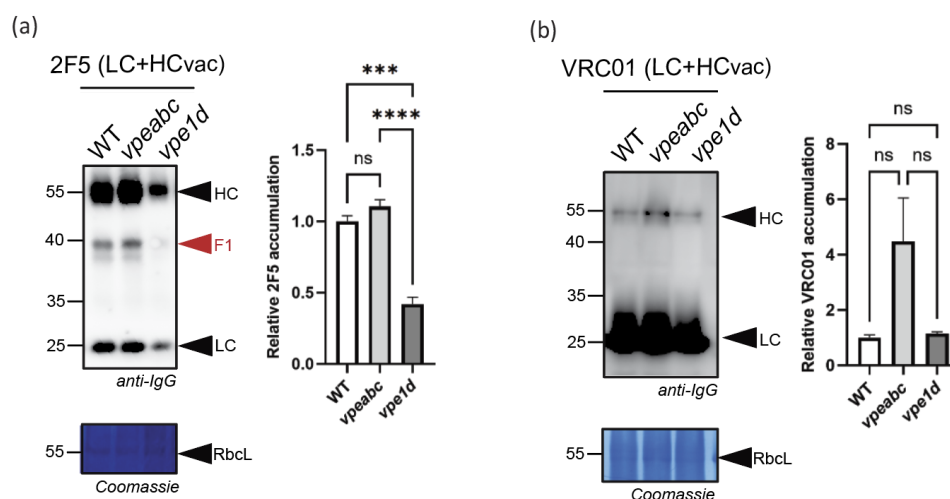 (a)
2F5 (LC+HCvac)
WT
vpeabc
vpe1d
55
40
35
25
HC
F1
LC
anti-IgG
55
RbcL
Coomassie
***
****
ns
Relative 2F5 accumulation
1.5
1.0
0.5
0.0
WT
vpeabc
vpe1d
(b)
VRC01 (LC+HCvac)
WT
vpeabc
vpe1d
55
40
35
25
HC
LC
anti-IgG
55
RbcL
Coomassie
ns
ns
ns
Relative VRC01 accumulation
8
6
4
2
0
WT
vpeabc
vpe1d